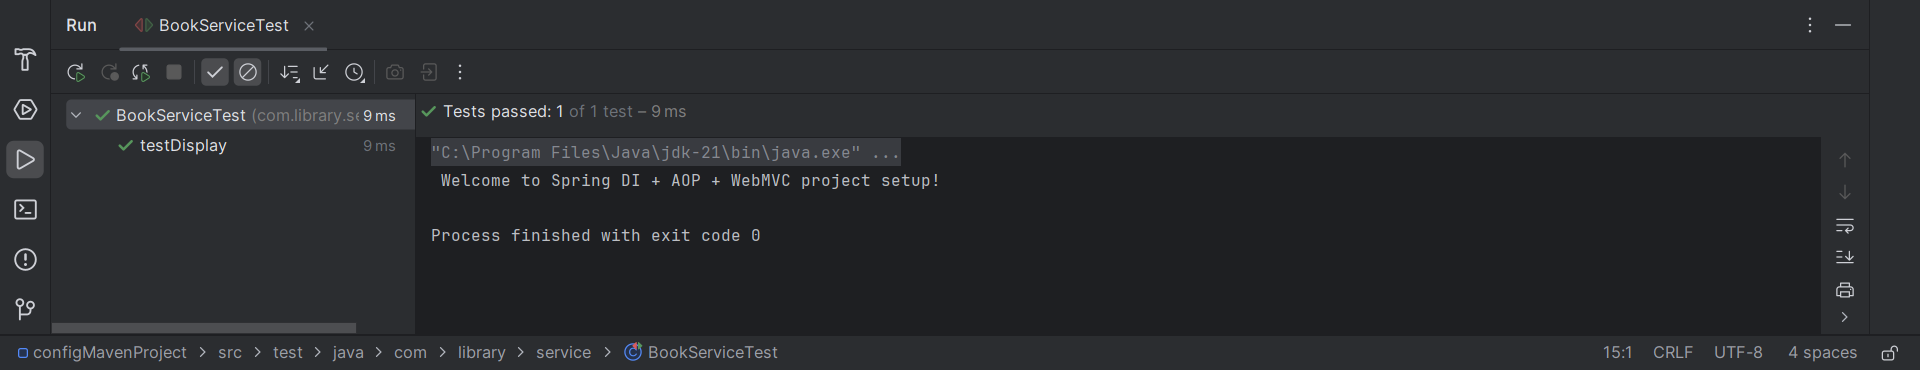 Run BookServiceTest
BookServiceTest (com.library.se 9 ms
testDisplay 9 ms
Tests passed: 1 of 1 test – 9 ms
"C:\Program Files\Java\jdk-21\bin\java.exe" ...
Welcome to Spring DI + AOP + WebMVC project setup!
Process finished with exit code 0
configMavenProject > src > test > java > com > library > service > BookServiceTest 15:1 CRLF UTF-8 4 spaces